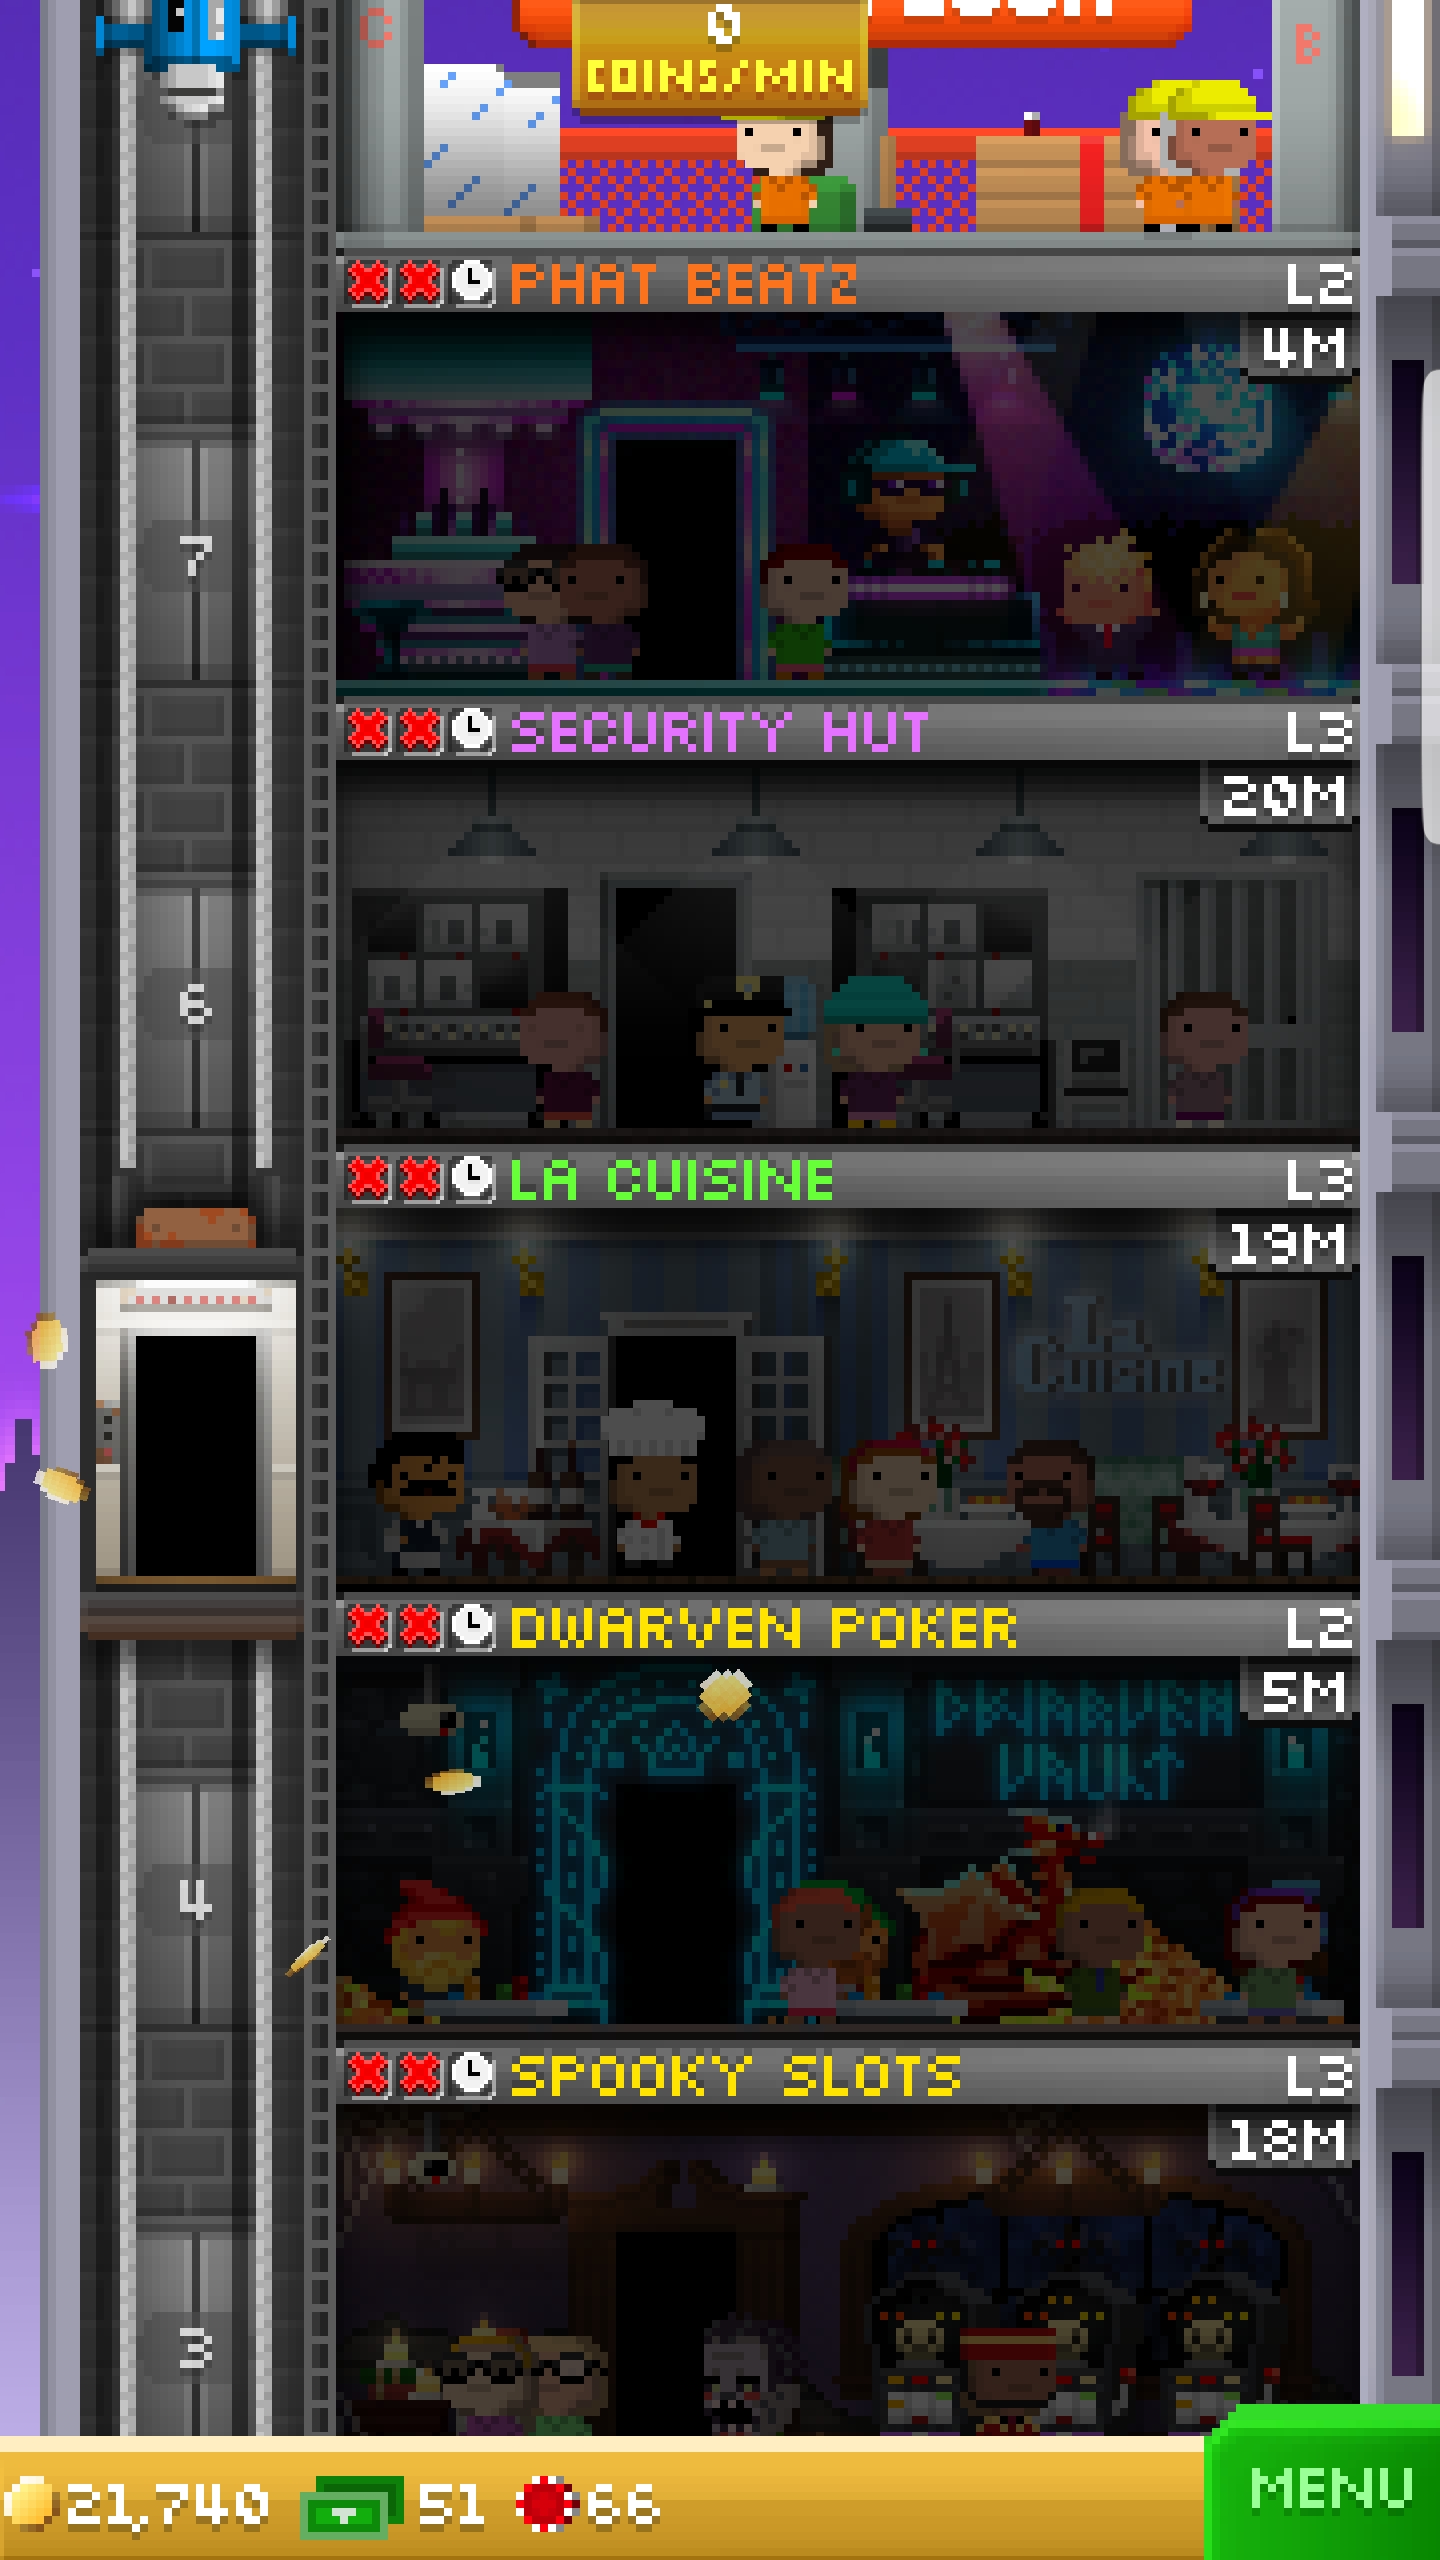 C
0
COINS/MIN
B
PHAT BEATZ
L2
4M
7
SECURITY HUT
L3
20M
6
LA CUISINE
L3
19M
La
Cuisine
DWARVEN POKER
L2
5M
DWARVEN
VAULT
4
SPOOKY SLOTS
L3
18M
3
21,740
51
66
MENU